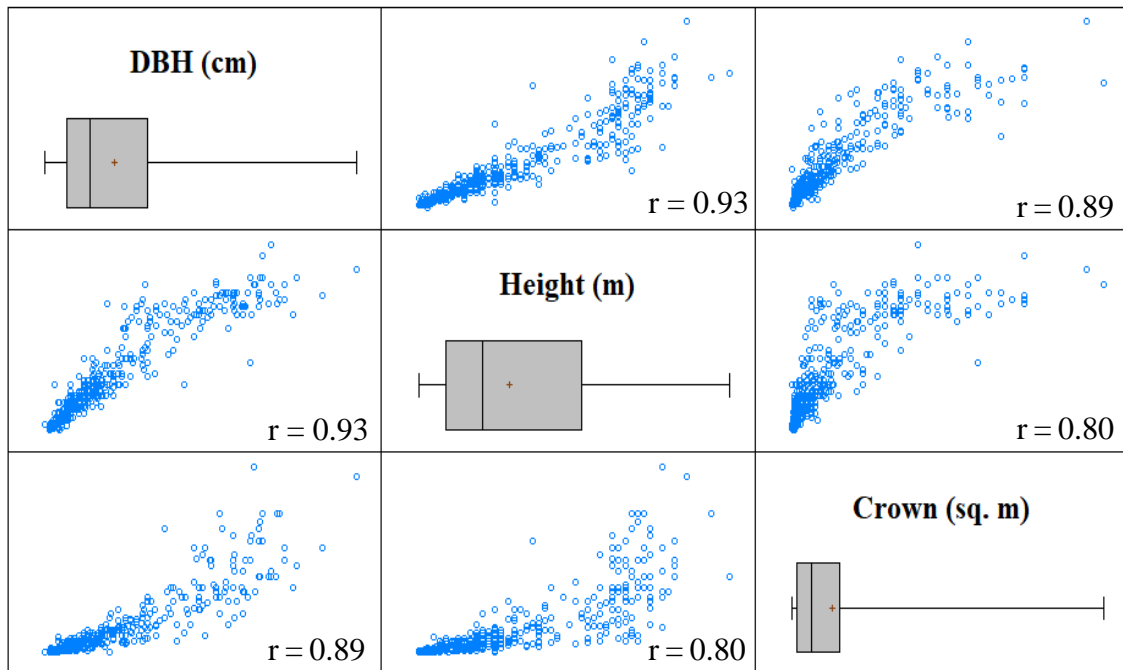 DBH (cm)
r = 0.93
r = 0.89
r = 0.93
Height (m)
r = 0.80
r = 0.89
r = 0.80
Crown (sq. m)